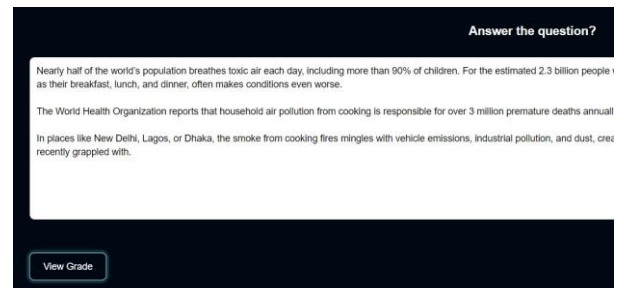 Answer the question?
Nearly half of the world's population breathes toxic air each day, including more than 90% of children. For the estimated 2.3 billion people
as their breakfast, lunch, and dinner, often makes conditions even worse.
The World Health Organization reports that household air pollution from cooking is responsible for over 3 million premature deaths
In places like New Delhi, Lagos, or Dhaka, the smoke from cooking fires mingles with vehicle emissions, industrial pollution, and dust,
recently grappled with.
View Grade